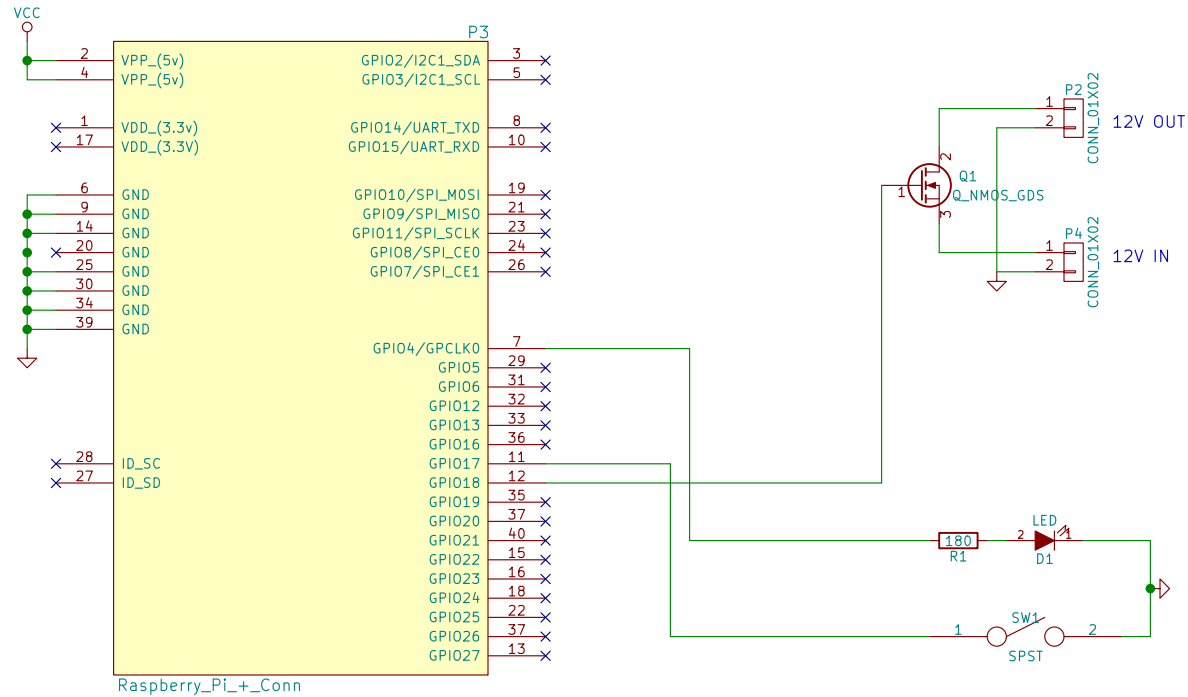 VCC
P3
2 VPP_(5v) GPIO2/I2C1_SDA 3
4 VPP_(5v) GPIO3/I2C1_SCL 5
1 VDD_(3.3v) GPIO14/UART_TXD 8
17 VDD_(3.3V) GPIO15/UART_RXD 10
6 GND GPIO10/SPI_MOSI 19
9 GND GPIO9/SPI_MISO 21
14 GND GPIO11/SPI_SCLK 23
20 GND GPIO8/SPI_CE0 24
25 GND GPIO7/SPI_CE1 26
30 GND
34 GND
39 GND
GPIO4/GPCLK0 7
GPIO5 29
GPIO6 31
GPIO12 32
GPIO13 33
GPIO16 36
28 ID_SC GPIO17 11
27 ID_SD GPIO18 12
GPIO19 35
GPIO20 37
GPIO21 40
GPIO22 15
GPIO23 16
GPIO24 18
GPIO25 22
GPIO26 37
GPIO27 13
Raspberry_Pi_+_Conn
P2
1
2
CONN_01X02
12V OUT
2
1
3
Q1
Q_NMOS_GDS
P4
1
2
CONN_01X02
12V IN
180
R1
LED
2 1
D1
SW1
1 2
SPST